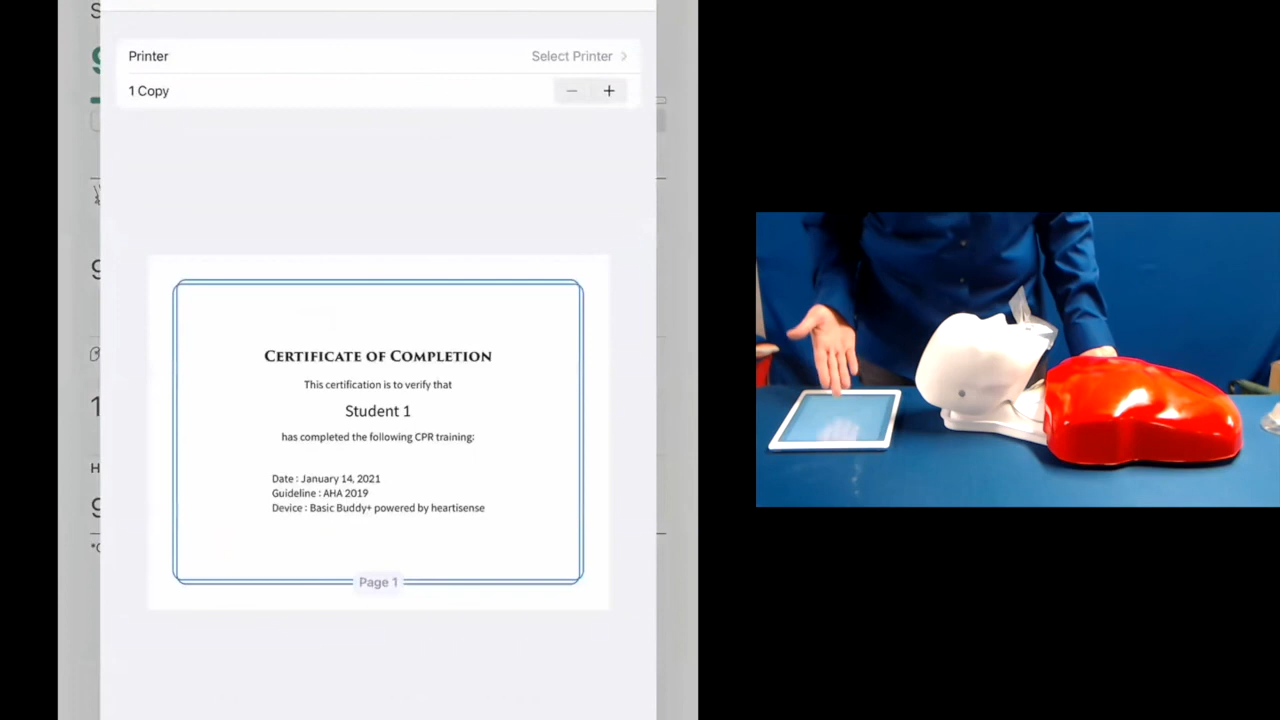 Printer
Select Printer
1 Copy
CERTIFICATE OF COMPLETION
This certification is to verify that
Student 1
has completed the following CPR training:
Date : January 14, 2021
Guideline : AHA 2019
Device : Basic Buddy+ powered by heartisense
Page 1